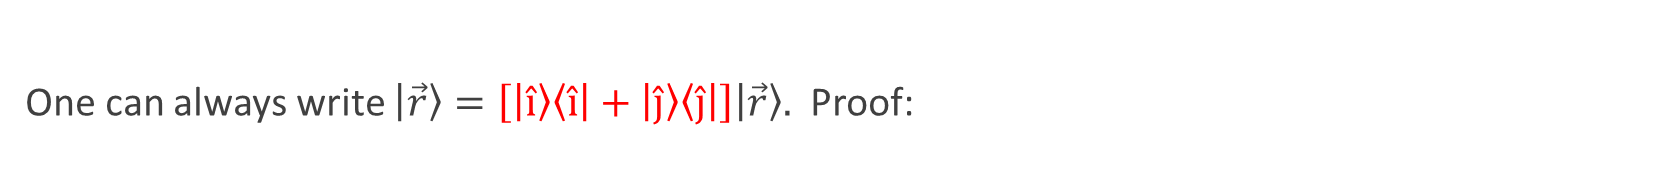 One can always write |r⃗⟩ = [|î⟩⟨î| + |ĵ⟩⟨ĵ|]|r⃗⟩. Proof: